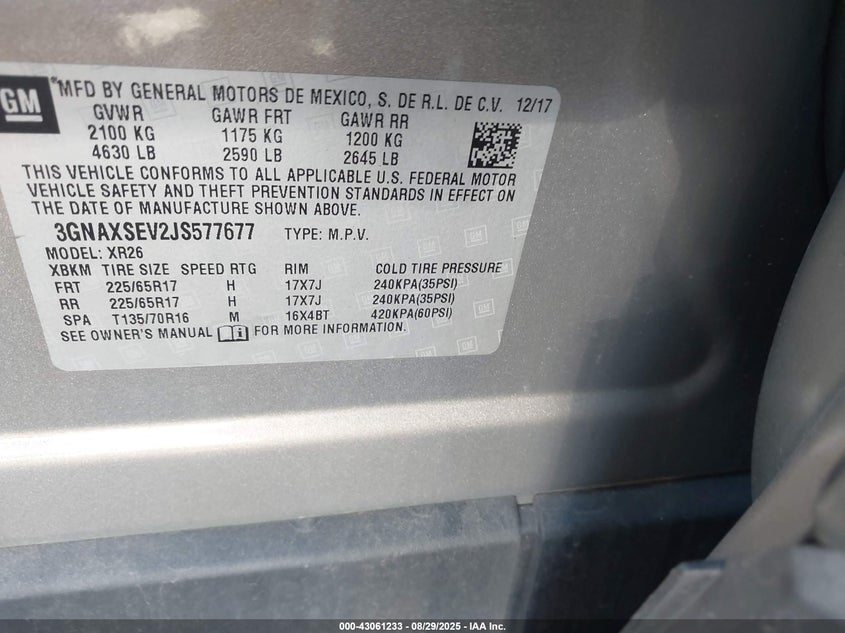 GM
MFD BY GENERAL MOTORS DE MEXICO, S. DE R.L. DE C.V. 12/17
GVWR GAWR FRT GAWR RR
2100 KG 1175 KG 1200 KG
4630 LB 2590 LB 2645 LB
THIS VEHICLE CONFORMS TO ALL APPLICABLE U.S. FEDERAL MOTOR
VEHICLE SAFETY AND THEFT PREVENTION STANDARDS IN EFFECT ON
THE DATE OF MANUFACTURE SHOWN ABOVE.
3GNAXSEV2JS577677 TYPE: M.P.V.
MODEL: XR26
XBKM TIRE SIZE SPEED RTG RIM COLD TIRE PRESSURE
FRT 225/65R17 H 17X7J 240KPA(35PSI)
RR 225/65R17 H 17X7J 240KPA(35PSI)
SPA T135/70R16 M 16X4BT 420KPA(60PSI)
SEE OWNER'S MANUAL FOR MORE INFORMATION.
000-43061233 - 08/29/2025 - IAA Inc.